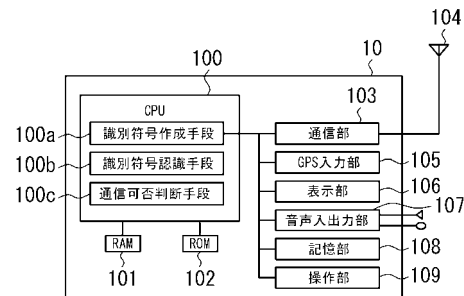 104
100
10
CPU
103
100a
識別符号作成手段
通信部
100b
識別符号認識手段
GPS入力部
105
100c
通信可否判断手段
表示部
106
107
音声入出力部
RAM
ROM
記憶部
108
101
102
操作部
109